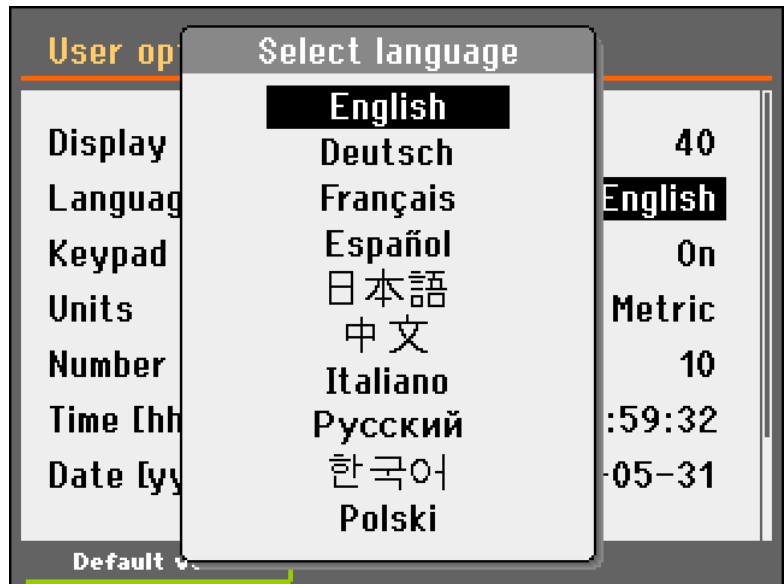 User op
Select language
English
Deutsch
Français
Español
日本語
中文
Italiano
Русский
한국어
Polski
Display 40
Languag English
Keypad On
Units Metric
Number 10
Time [hh :59:32
Date [yy -05-31
Default